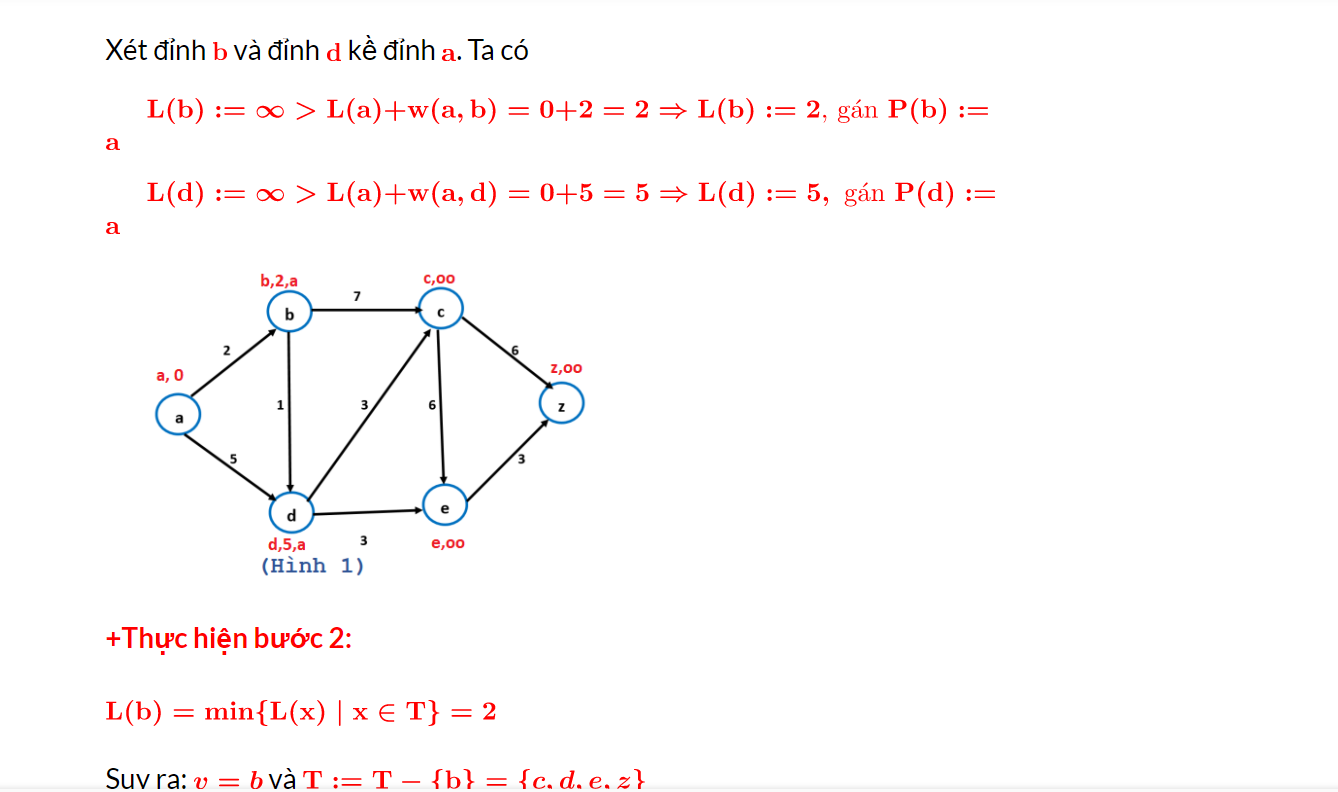 Xét đỉnh b và đỉnh d kề đỉnh a. Ta có
L(b) := ∞ > L(a)+w(a, b) = 0+2 = 2 ⇒ L(b) := 2, gán P(b) :=
a
L(d) := ∞ > L(a)+w(a, d) = 0+5 = 5 ⇒ L(d) := 5, gán P(d) :=
a
b,2,a
c,oo
7
b
c
2
6
a, 0
z,oo
1
3
6
z
a
5
3
d
e
d,5,a
3
e,oo
(Hình 1)
+Thực hiện bước 2:
L(b) = min{L(x) | x ∈ T} = 2
Suy ra: v = b và T := T − {b} = {c, d, e, z}